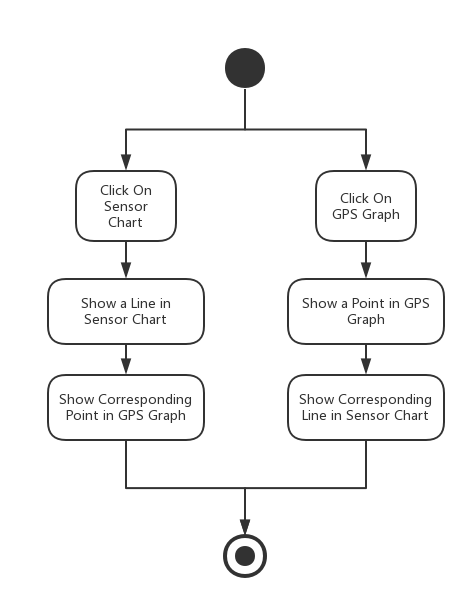 Click On
Sensor
Chart
Click On
GPS Graph
Show a Line in
Sensor Chart
Show a Point in GPS
Graph
Show Corresponding
Point in GPS Graph
Show Corresponding
Line in Sensor Chart